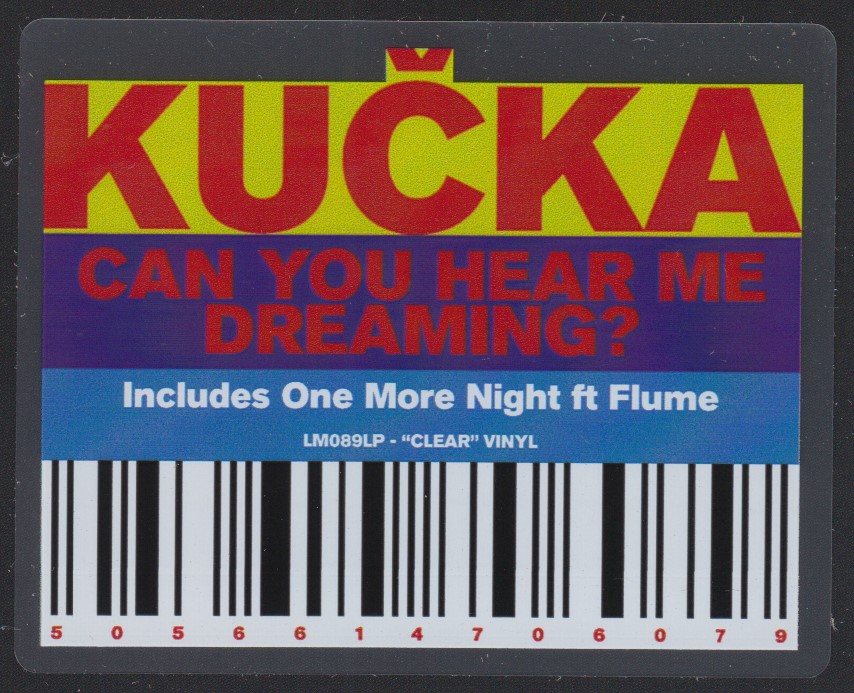 KUČKA
CAN YOU HEAR ME
DREAMING?
Includes One More Night ft Flume
LM089LP - “CLEAR” VINYL
5 0 5 6 6 1 4 7 0 6 0 7 9